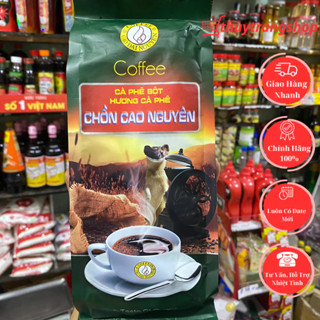 Coffee
CÀ PHÊ BỘT
HƯƠNG CÀ PHÊ
CHỒN CAO NGUYÊN
SỐ 1 VIỆT NAM
Giao Hàng
Nhanh
Chính Hãng
100%
Luôn Có Date
Mới
Tư Vấn, Hỗ Trợ
Nhiệt Tình